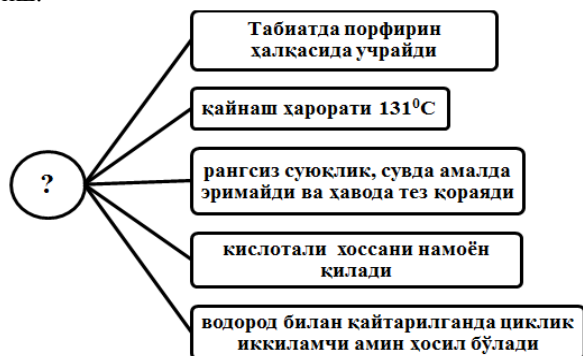 Табиатда порфирин
ҳалқасида учрайди
қайнаш ҳарорати 131⁰С
?
рангсиз суюқлик, сувда амалда
эримайди ва ҳавода тез қораяди
кислотали хоссани намоён
қилади
водород билан қайтарилганда циклик
иккиламчи амин ҳосил бўлади